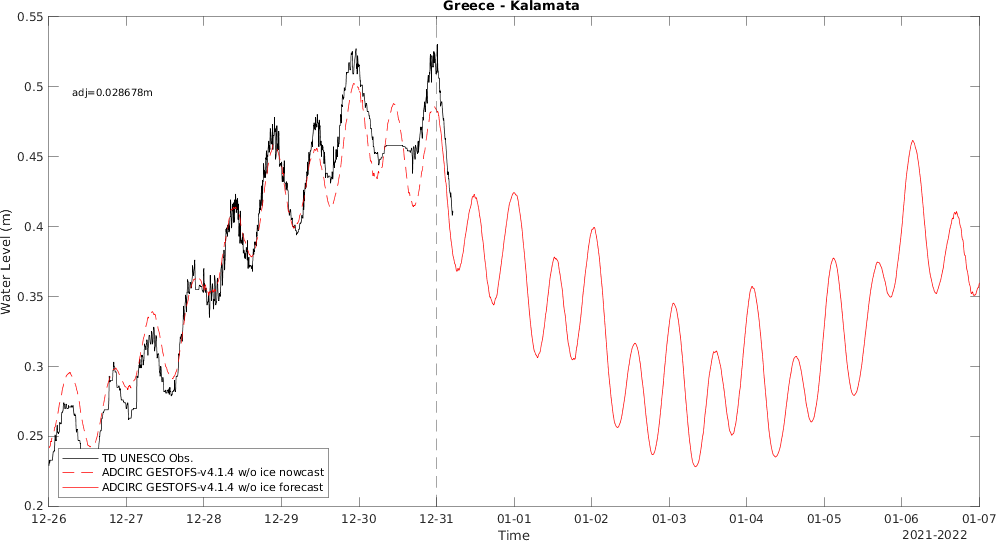 Greece - Kalamata
0.55
0.5
0.45
0.4
0.35
0.3
0.25
0.2
Water Level (m)
adj=0.028678m
TD UNESCO Obs.
ADCIRC GESTOFS-v4.1.4 w/o ice nowcast
ADCIRC GESTOFS-v4.1.4 w/o ice forecast
12-26 12-27 12-28 12-29 12-30 12-31 01-01 01-02 01-03 01-04 01-05 01-06 01-07
Time
2021-2022